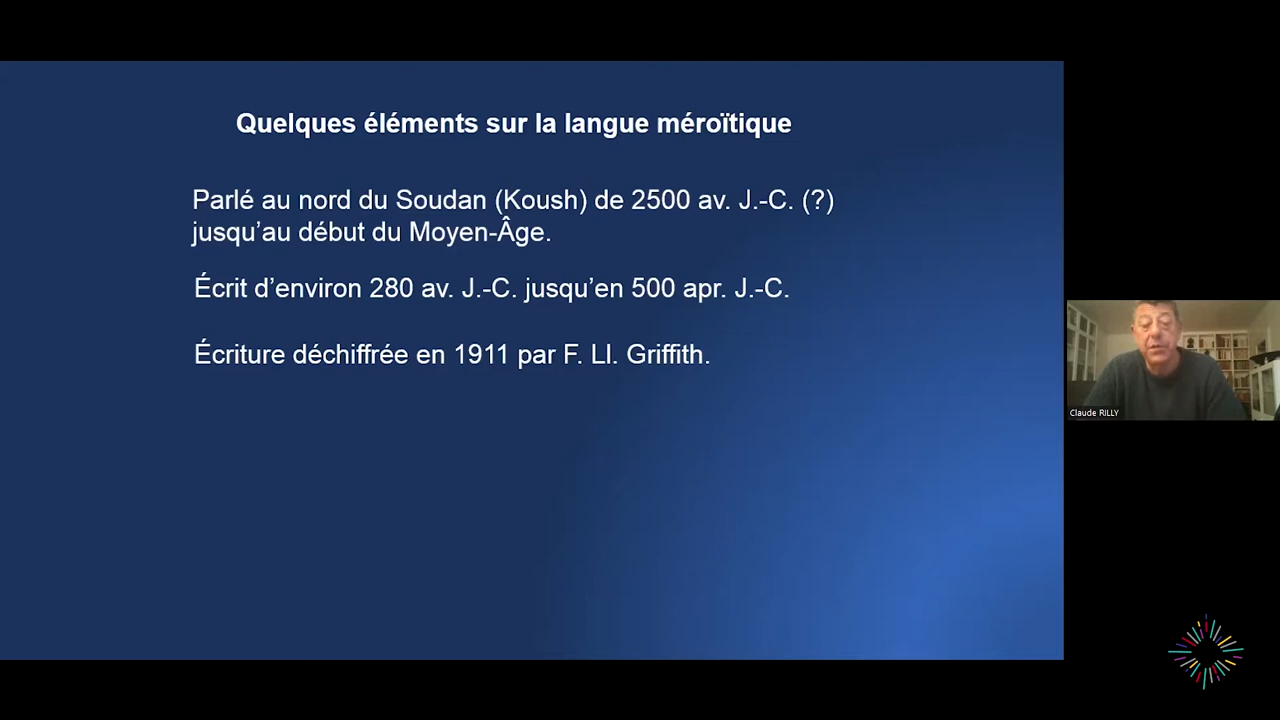 Quelques éléments sur la langue méroïtique
Parlé au nord du Soudan (Koush) de 2500 av. J.-C. (?)
jusqu’au début du Moyen-Âge.
Écrit d’environ 280 av. J.-C. jusqu’en 500 apr. J.-C.
Écriture déchiffrée en 1911 par F. Ll. Griffith.
Claude RILLY